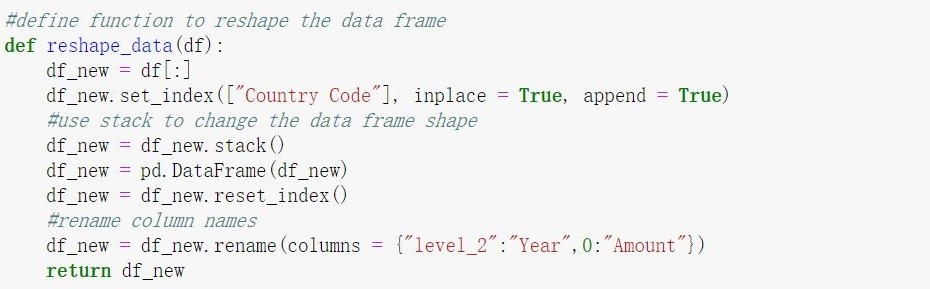 #define function to reshape the data frame
def reshape_data(df):
    df_new = df[:]
    df_new.set_index(["Country Code"], inplace = True, append = True)
    #use stack to change the data frame shape
    df_new = df_new.stack()
    df_new = pd.DataFrame(df_new)
    df_new = df_new.reset_index()
    #rename column names
    df_new = df_new.rename(columns = {"level_2":"Year",0:"Amount"})
    return df_new